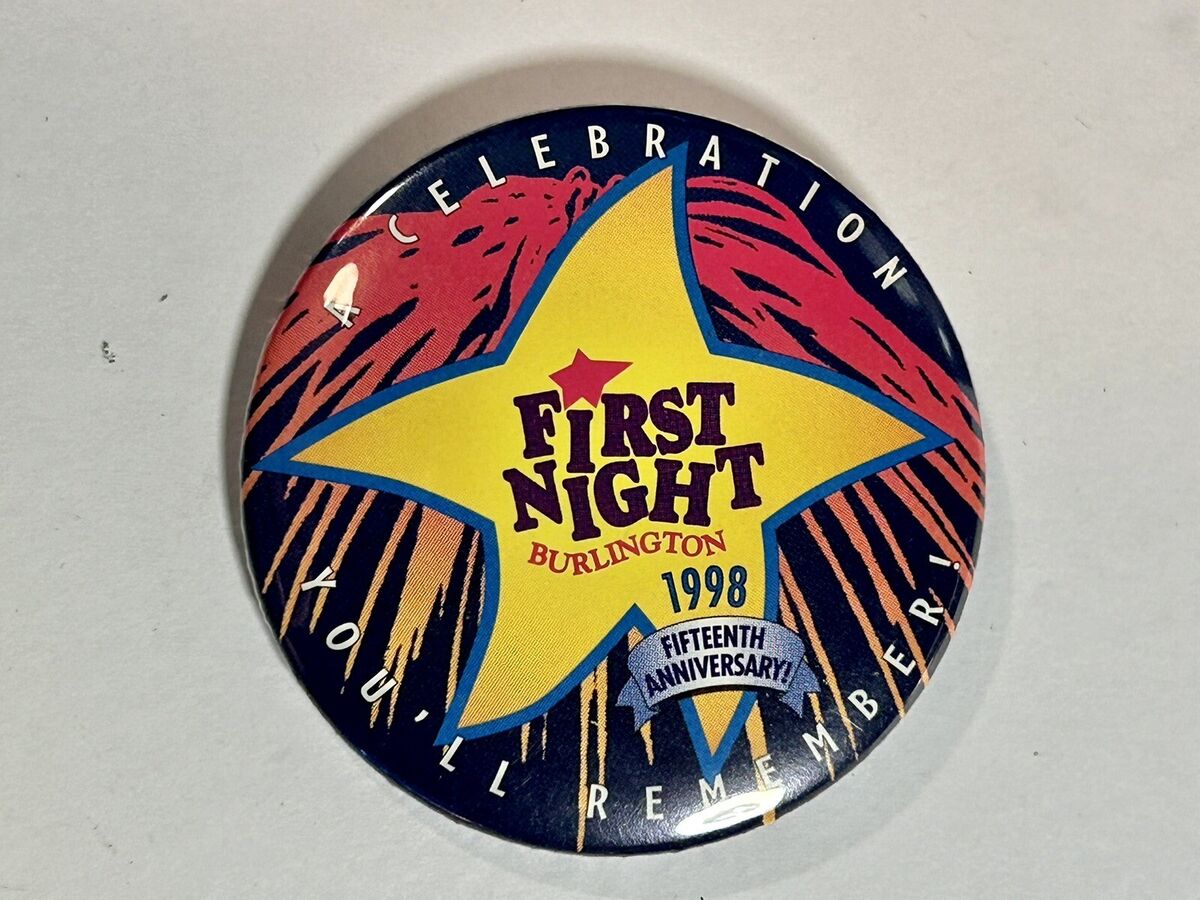 A CELEBRATION
FiRST
NiGHT
BURLINGTON
1998
FIFTEENTH
ANNIVERSARY!
YOU'LL REMEMBER!